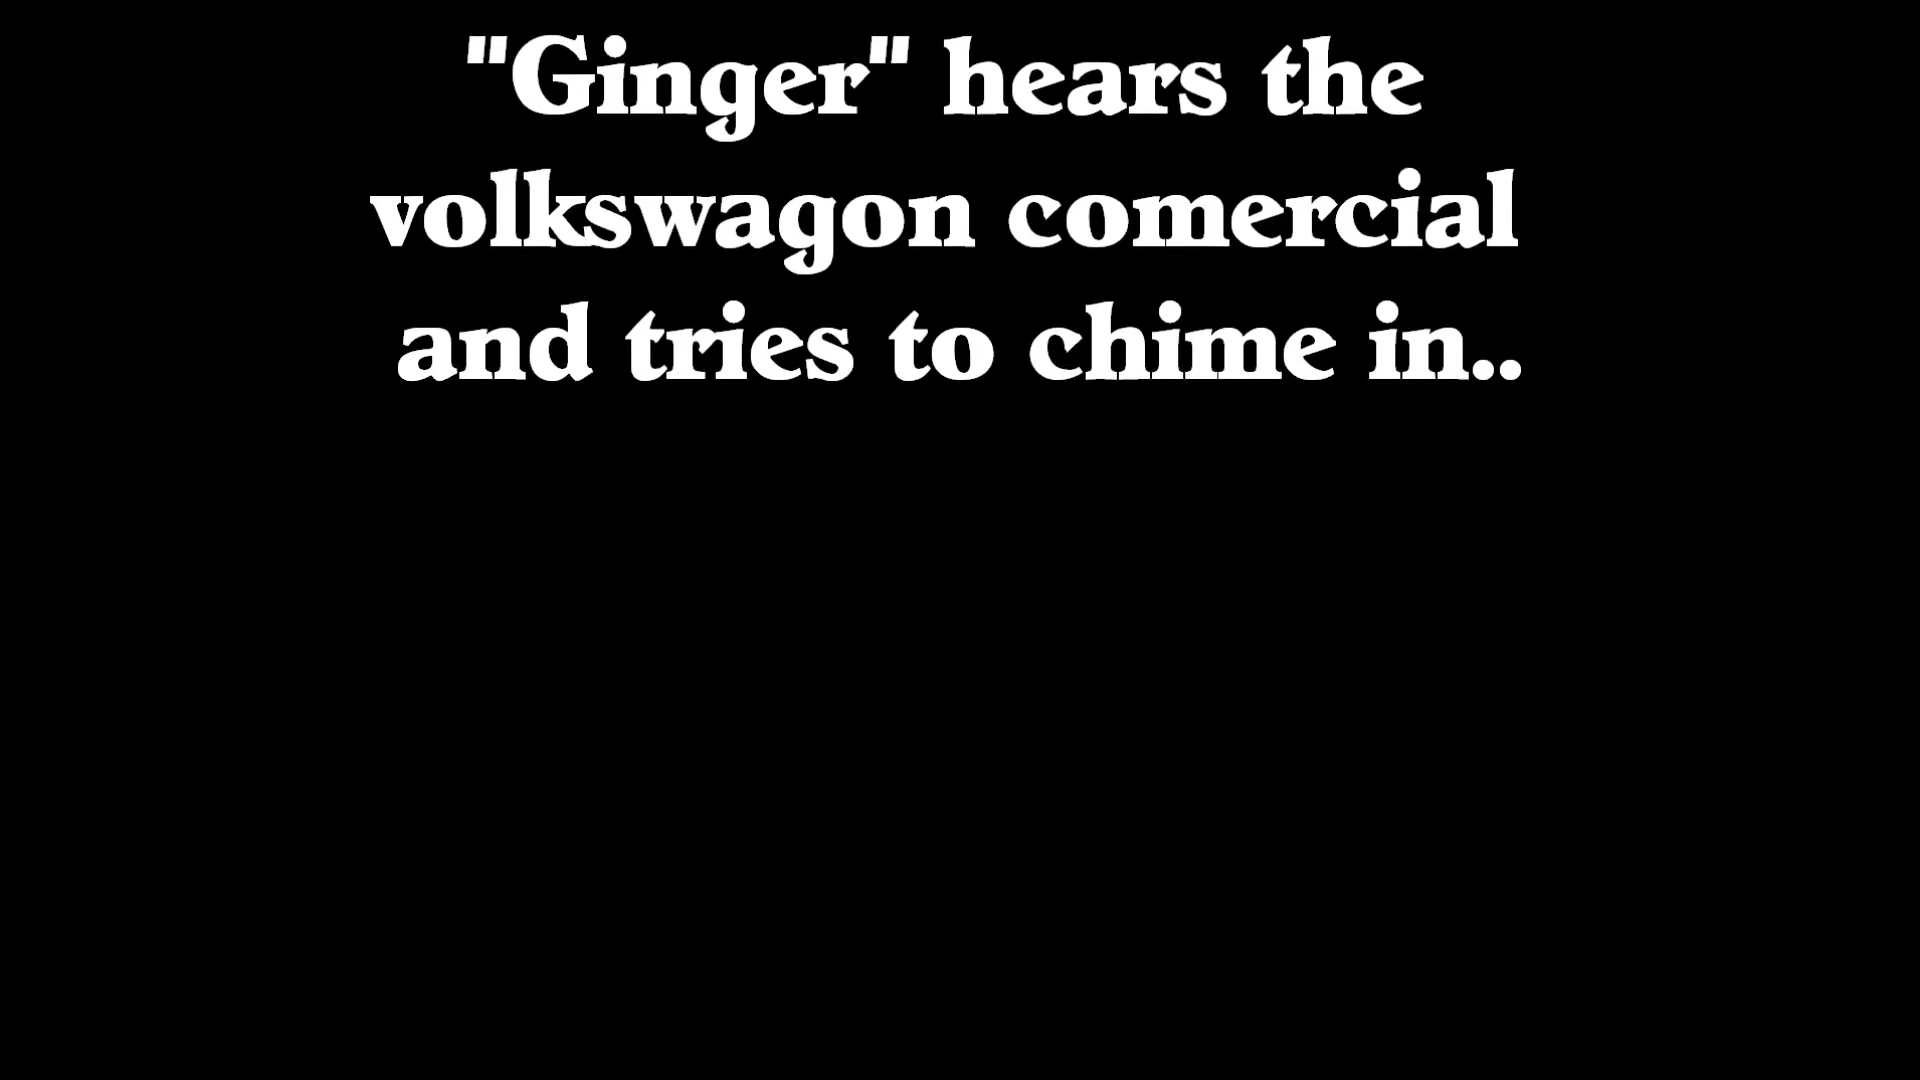 "Ginger" hears the
volkswagon comercial
and tries to chime in..